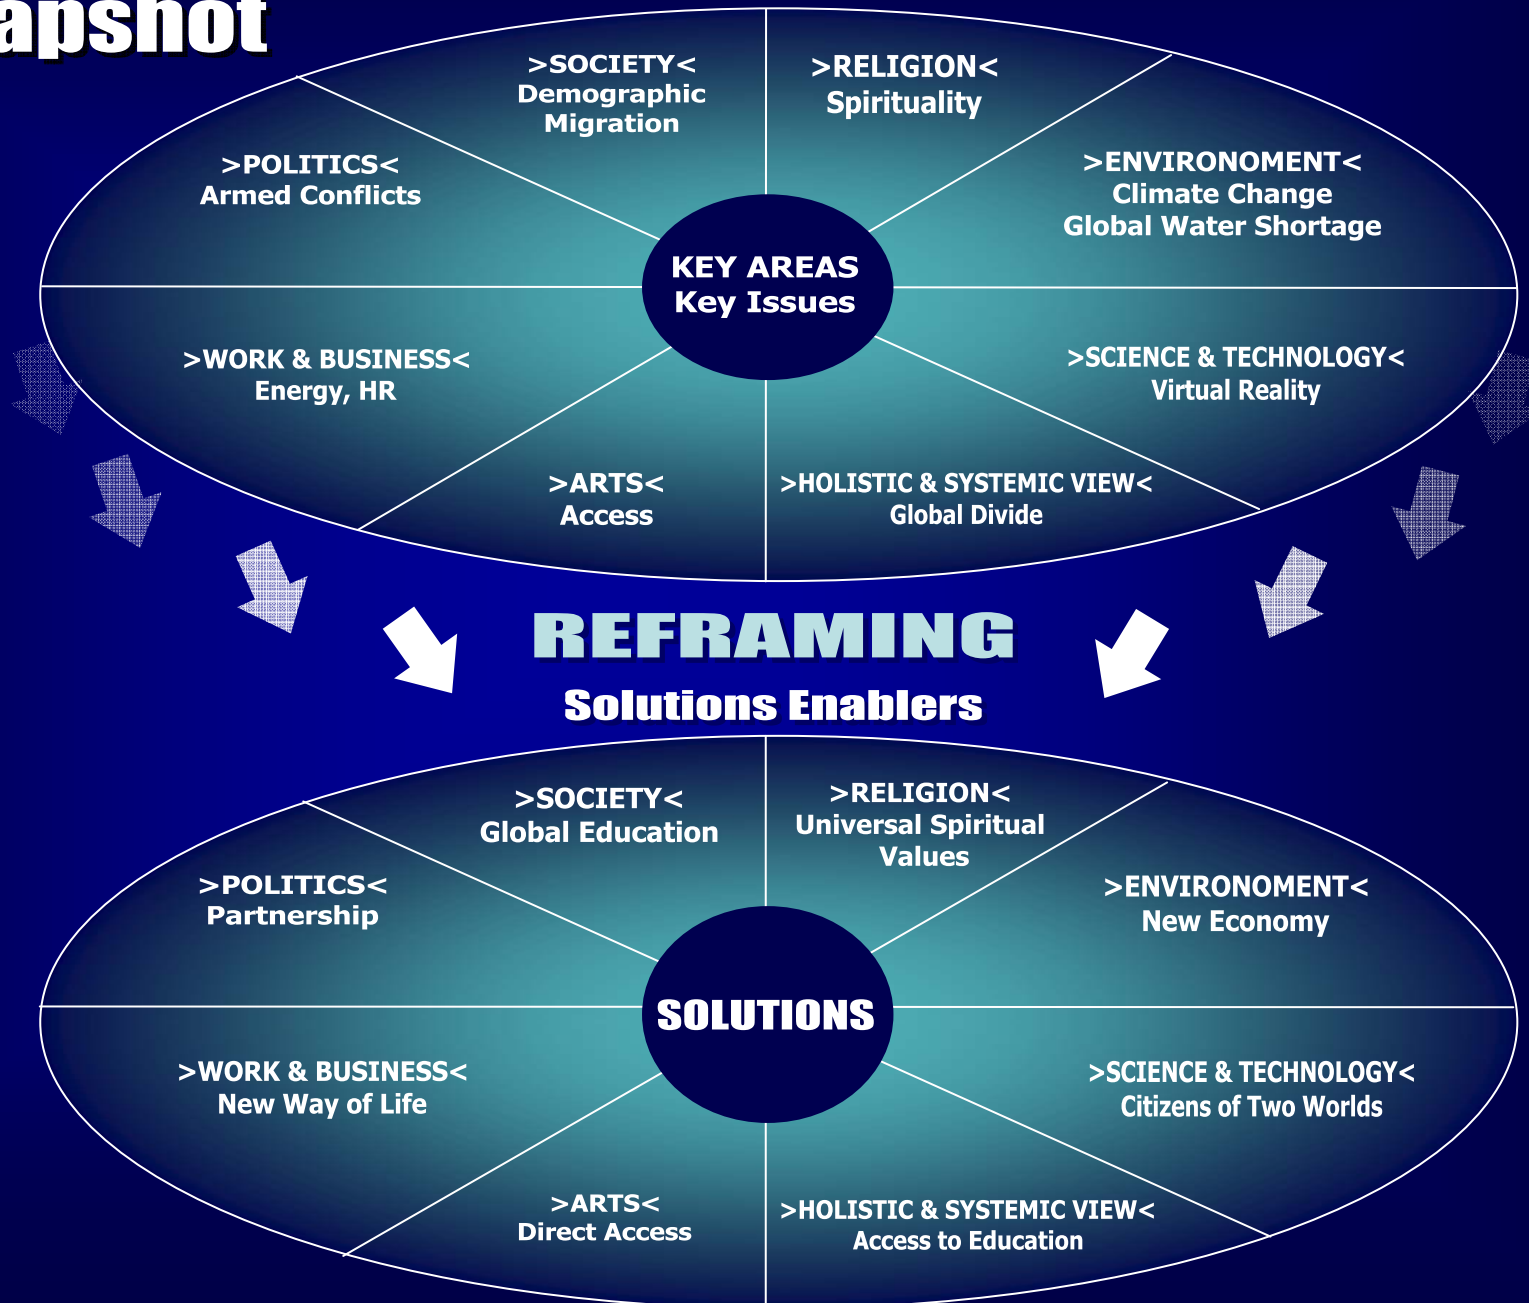 apshot
>SOCIETY<
Demographic
Migration
>RELIGION<
Spirituality
>POLITICS<
Armed Conflicts
>ENVIRONOMENT<
Climate Change
Global Water Shortage
KEY AREAS
Key Issues
>WORK & BUSINESS<
Energy, HR
>SCIENCE & TECHNOLOGY<
Virtual Reality
>ARTS<
Access
>HOLISTIC & SYSTEMIC VIEW<
Global Divide
REFRAMING
Solutions Enablers
>SOCIETY<
Global Education
>RELIGION<
Universal Spiritual
Values
>POLITICS<
Partnership
>ENVIRONOMENT<
New Economy
SOLUTIONS
>WORK & BUSINESS<
New Way of Life
>SCIENCE & TECHNOLOGY<
Citizens of Two Worlds
>ARTS<
Direct Access
>HOLISTIC & SYSTEMIC VIEW<
Access to Education